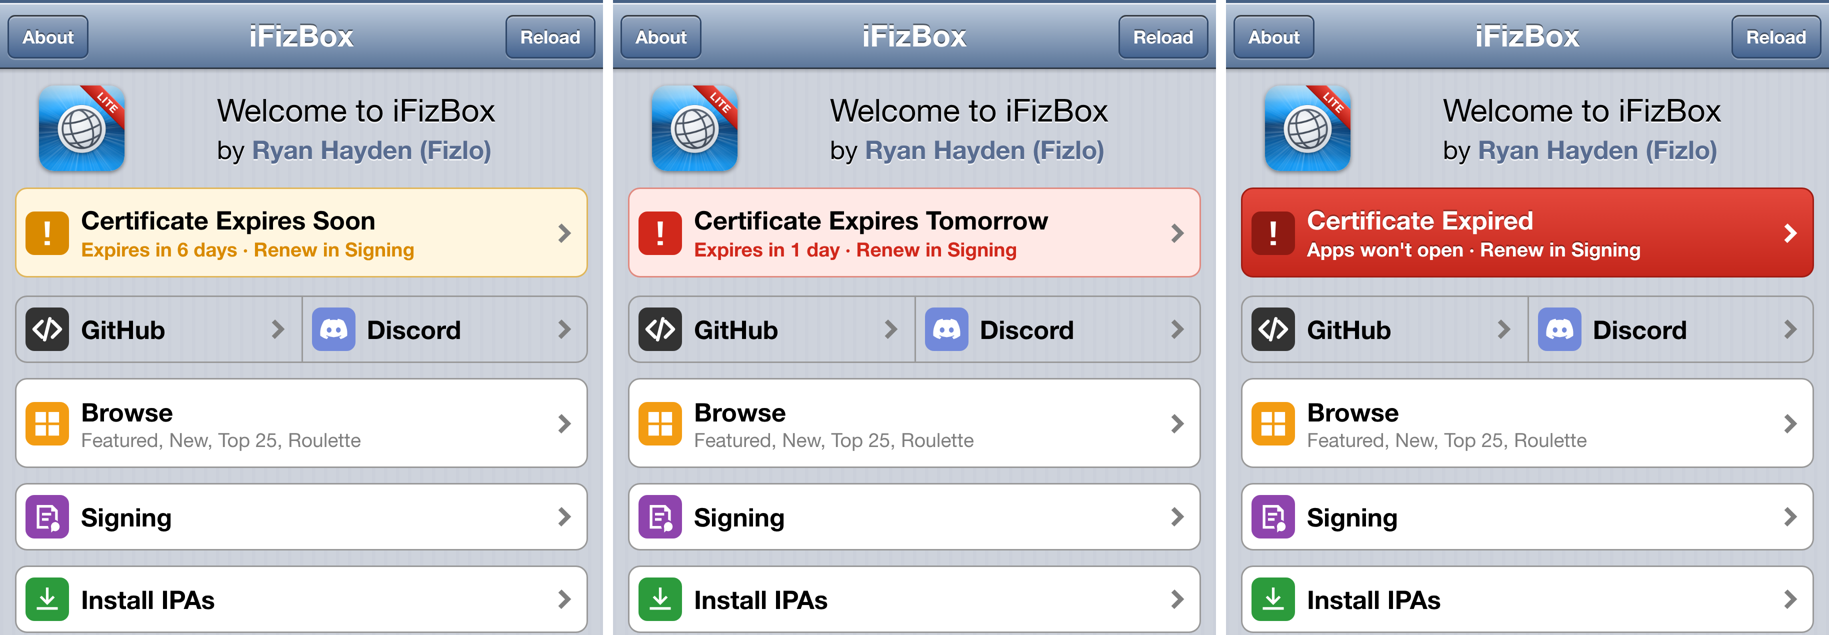 About
iFizBox
Reload
LITE
Welcome to iFizBox
by Ryan Hayden (Fizlo)
! Certificate Expires Soon
Expires in 6 days · Renew in Signing
GitHub
Discord
Browse
Featured, New, Top 25, Roulette
Signing
Install IPAs
About
iFizBox
Reload
LITE
Welcome to iFizBox
by Ryan Hayden (Fizlo)
! Certificate Expires Tomorrow
Expires in 1 day · Renew in Signing
GitHub
Discord
Browse
Featured, New, Top 25, Roulette
Signing
Install IPAs
About
iFizBox
Reload
LITE
Welcome to iFizBox
by Ryan Hayden (Fizlo)
! Certificate Expired
Apps won't open · Renew in Signing
GitHub
Discord
Browse
Featured, New, Top 25, Roulette
Signing
Install IPAs